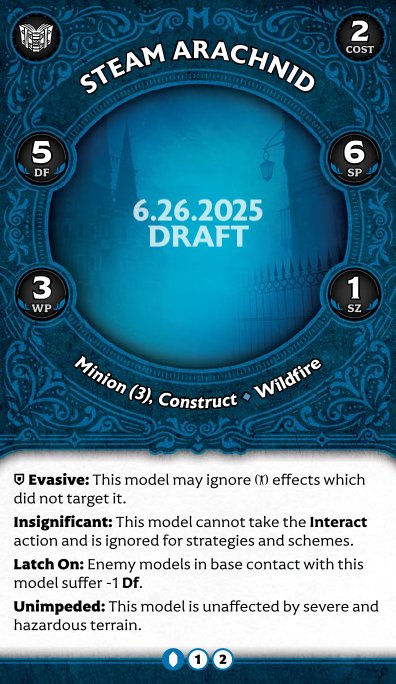 2
COST
STEAM ARACHNID
5
DF
6
SP
6.26.2025
DRAFT
3
WP
1
SZ
Minion (3), Construct ⬥ Wildfire
Evasive: This model may ignore effects which
did not target it.
Insignificant: This model cannot take the Interact
action and is ignored for strategies and schemes.
Latch On: Enemy models in base contact with this
model suffer -1 Df.
Unimpeded: This model is unaffected by severe and
hazardous terrain.
1 2